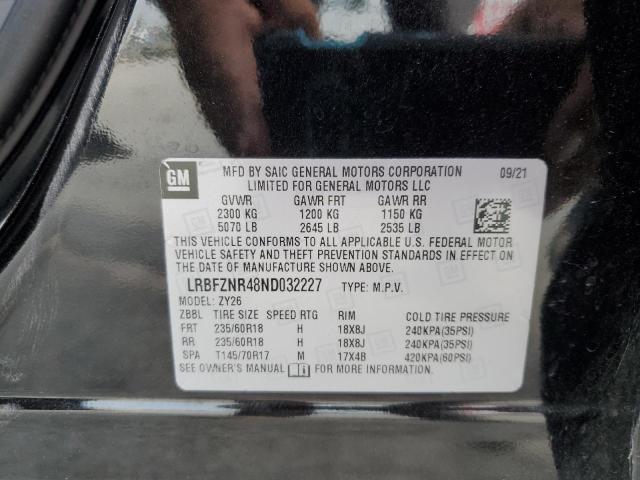 GM MFD BY SAIC GENERAL MOTORS CORPORATION 09/21
LIMITED FOR GENERAL MOTORS LLC
GVWR GAWR FRT GAWR RR
2300 KG 1200 KG 1150 KG
5070 LB 2645 LB 2535 LB
THIS VEHICLE CONFORMS TO ALL APPLICABLE U.S. FEDERAL MOTOR
VEHICLE SAFETY AND THEFT PREVENTION STANDARDS IN EFFECT ON
THE DATE OF MANUFACTURE SHOWN ABOVE.
LRBFZNR48ND032227 TYPE: M.P.V.
MODEL: ZY26
ZBBL TIRE SIZE SPEED RTG RIM COLD TIRE PRESSURE
FRT 235/60R18 H 18X8J 240KPA(35PSI)
RR 235/60R18 H 18X8J 240KPA(35PSI)
SPA T145/70R17 M 17X4B 420KPA(60PSI)
SEE OWNER'S MANUAL FOR MORE INFORMATION.